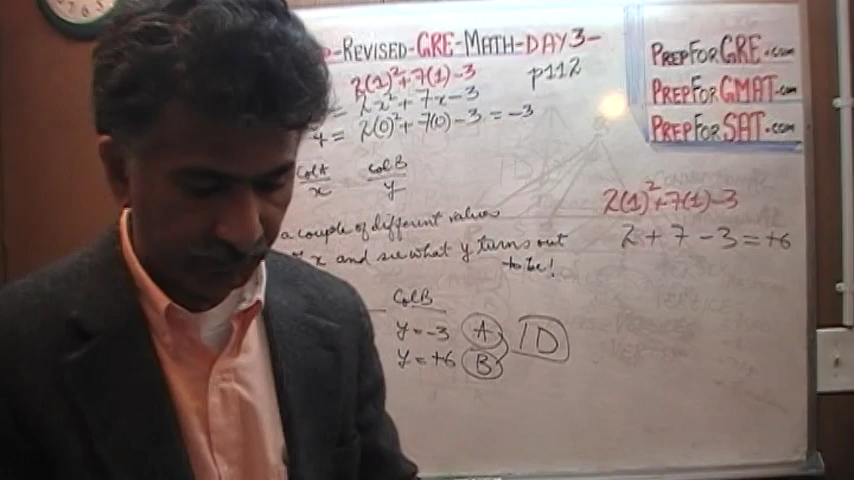 -REVISED-GRE-MATH-DAY 3-
p112
2(1)²+7(1)-3
= 2x²+7x-3
y = 2(0)²+7(0)-3 = -3
Col A Col B
x y
a couple of different values
x and see what y turns out
to be!
Col B
y = -3 A
y = +6 B
D
PREPFORGRE.com
PREPFORGMAT.com
PREPFORSAT.com
2(1)²+7(1)-3
2+7-3=+6